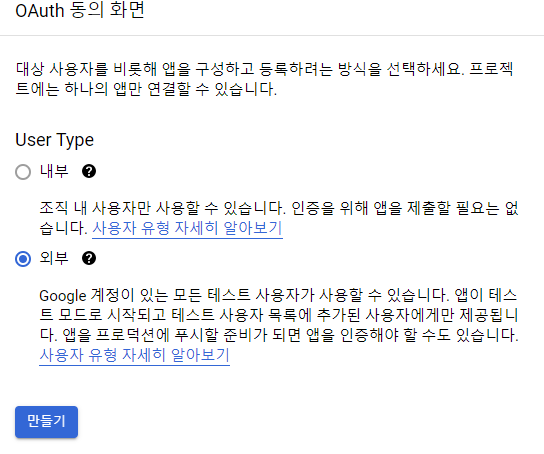 OAuth 동의 화면
대상 사용자를 비롯해 앱을 구성하고 등록하려는 방식을 선택하세요. 프로젝
트에는 하나의 앱만 연결할 수 있습니다.
User Type
내부 ?
조직 내 사용자만 사용할 수 있습니다. 인증을 위해 앱을 제출할 필요는 없
습니다. 사용자 유형 자세히 알아보기
외부 ?
Google 계정이 있는 모든 테스트 사용자가 사용할 수 있습니다. 앱이 테스
트 모드로 시작되고 테스트 사용자 목록에 추가된 사용자에게만 제공됩니
다. 앱을 프로덕션에 푸시할 준비가 되면 앱을 인증해야 할 수도 있습니다.
사용자 유형 자세히 알아보기
만들기